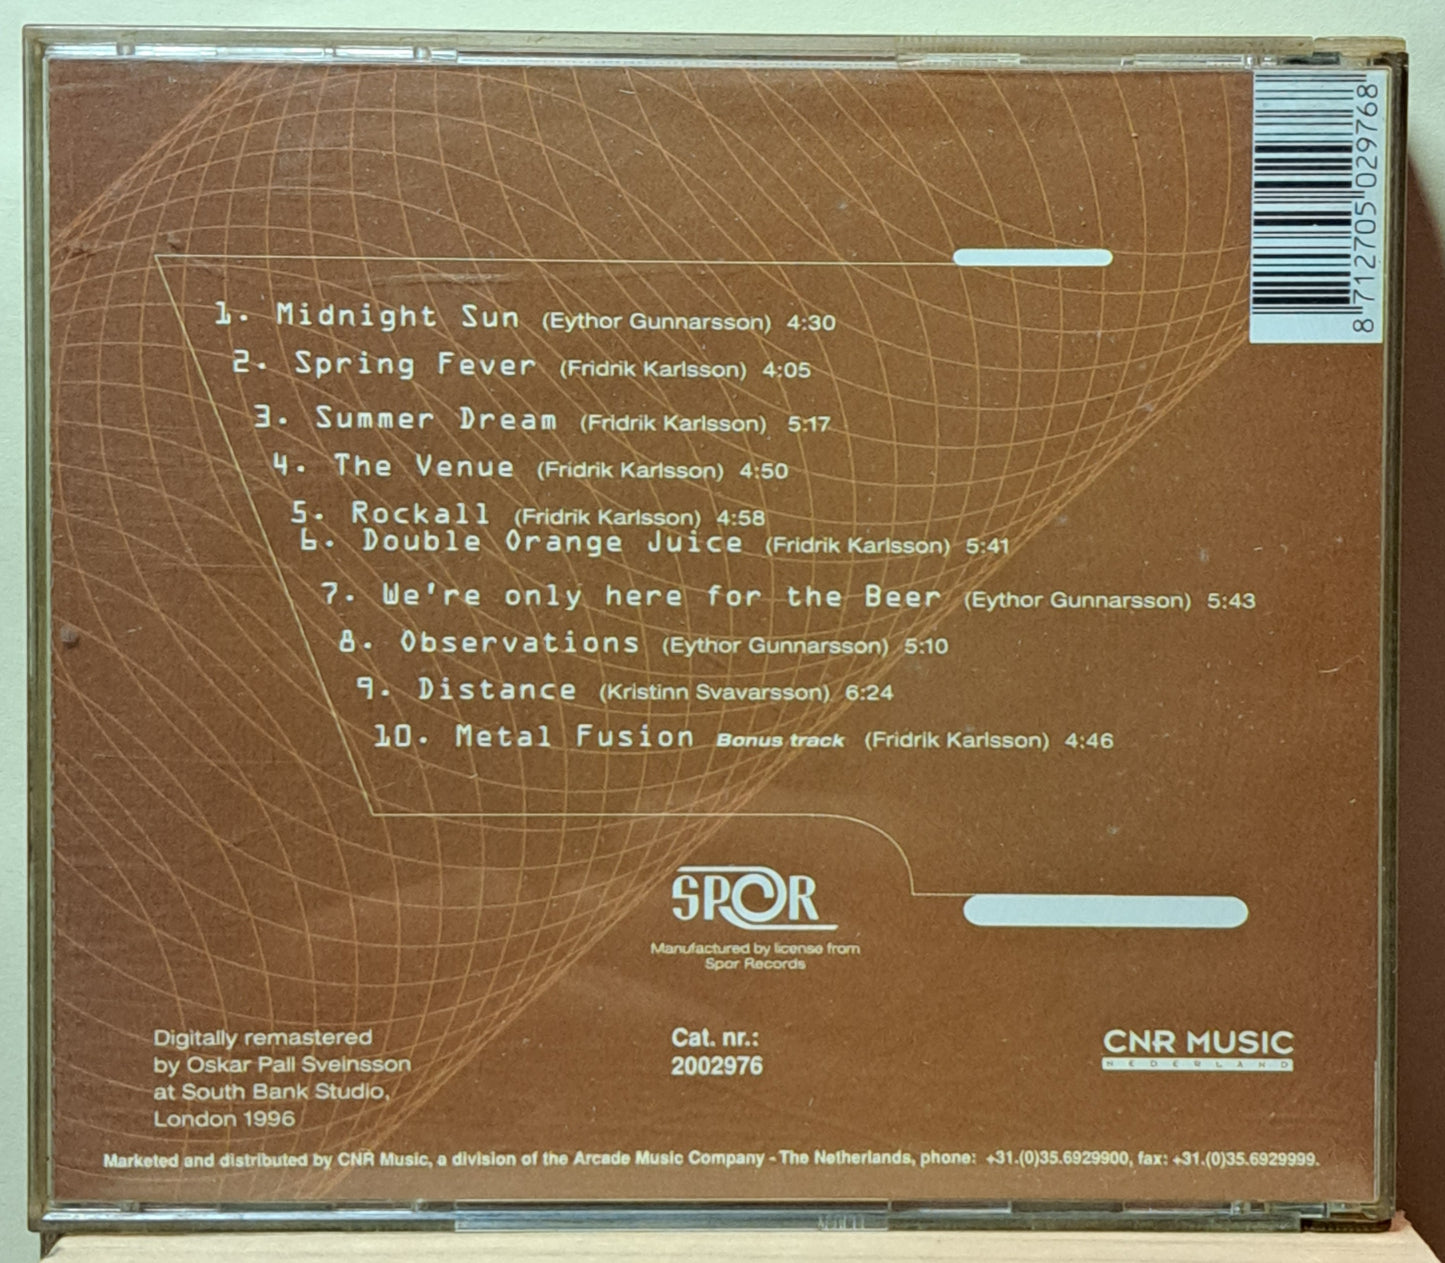 8 712705 029768
1. Midnight Sun (Eythor Gunnarsson) 4:30
2. Spring Fever (Fridrik Karlsson) 4:05
3. Summer Dream (Fridrik Karlsson) 5:17
4. The Venue (Fridrik Karlsson) 4:50
5. Rockall (Fridrik Karlsson) 4:58
6. Double Orange Juice (Fridrik Karlsson) 5:41
7. We're only here for the Beer (Eythor Gunnarsson) 5:43
8. Observations (Eythor Gunnarsson) 5:10
9. Distance (Kristinn Svavarsson) 6:24
10. Metal Fusion Bonus track (Fridrik Karlsson) 4:46
SPOR
Manufactured by license from
Spor Records
Digitally remastered
by Oskar Pall Sveinsson
at South Bank Studio,
London 1996
Cat. nr.:
2002976
CNR MUSIC
NEDERLAND
Marketed and distributed by CNR Music, a division of the Arcade Music Company - The Netherlands, phone: +31.(0)35.6929900, fax: +31.(0)35.6929999.